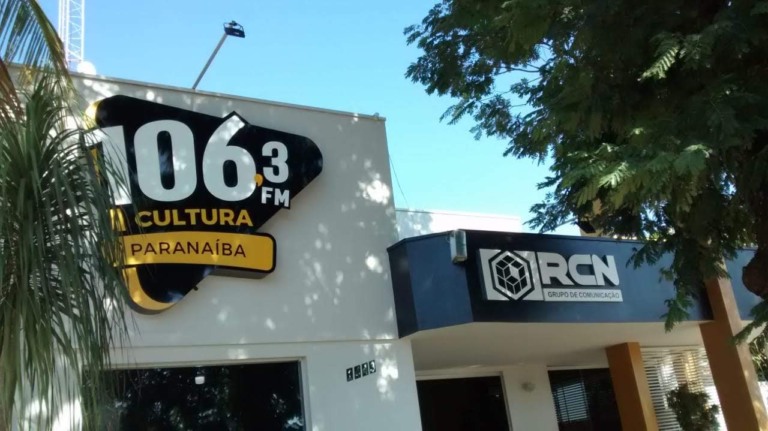 106,3
FM
CULTURA
PARANAÍBA
RCN
GRUPO DE COMUNICAÇÃO